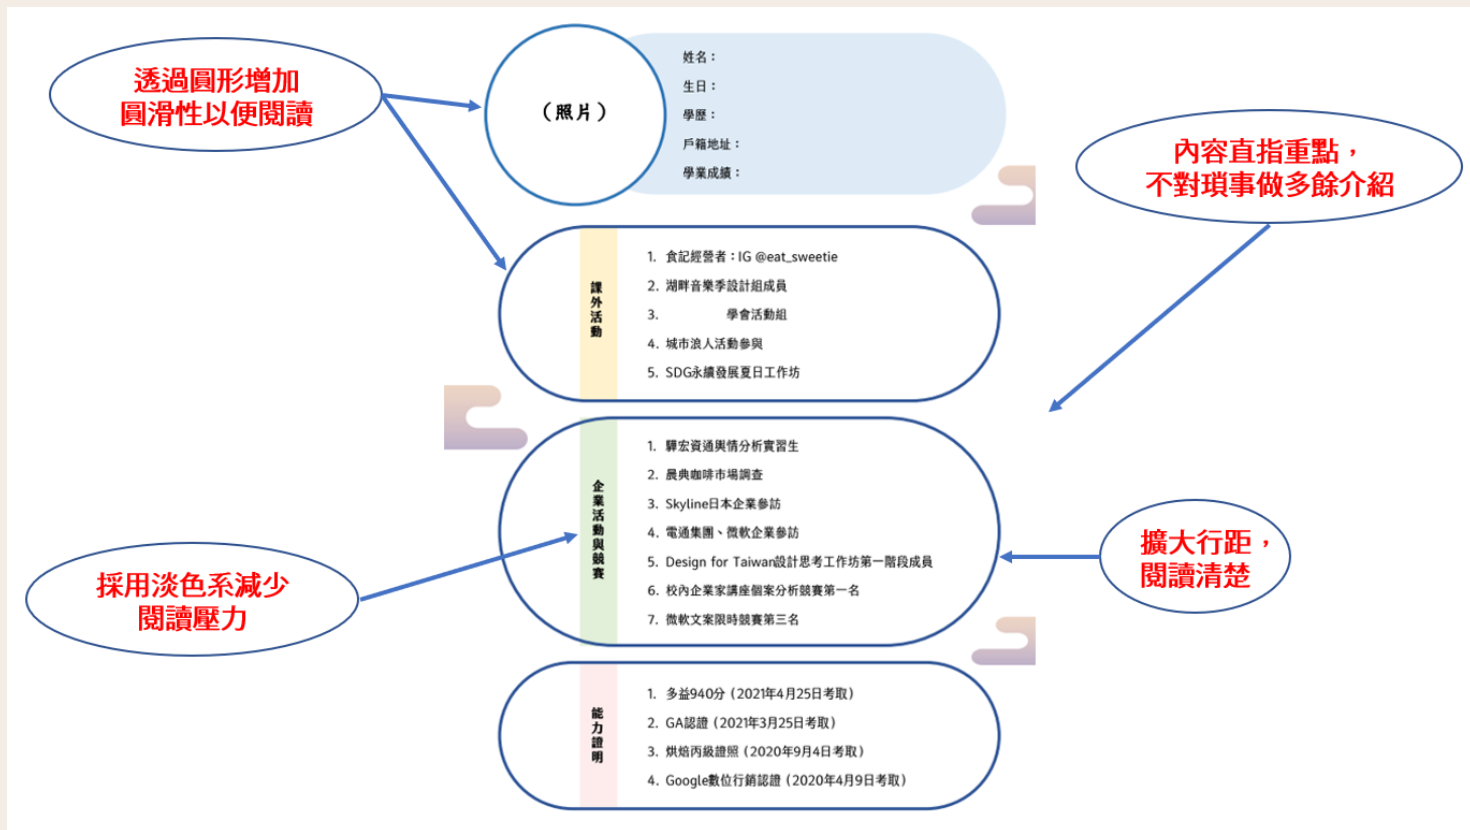 透過圓形增加
圓滑性以便閱讀
（照片）
姓名：
生日：
學歷：
戶籍地址：
學業成績：
內容直指重點，
不對瑣事做多餘介紹
課外活動
1. 食記經營者：IG @eat_sweetie
2. 湖畔音樂季設計組成員
3. 學會活動組
4. 城市浪人活動參與
5. SDG永續發展夏日工作坊
企業活動與競賽
1. 驊宏資通輿情分析實習生
2. 晨典咖啡市場調查
3. Skyline日本企業參訪
4. 電通集團、微軟企業參訪
5. Design for Taiwan設計思考工作坊第一階段成員
6. 校內企業家講座個案分析競賽第一名
7. 微軟文案限時競賽第三名
擴大行距，
閱讀清楚
採用淡色系減少
閱讀壓力
能力證明
1. 多益940分（2021年4月25日考取）
2. GA認證（2021年3月25日考取）
3. 烘焙丙級證照（2020年9月4日考取）
4. Google數位行銷認證（2020年4月9日考取）